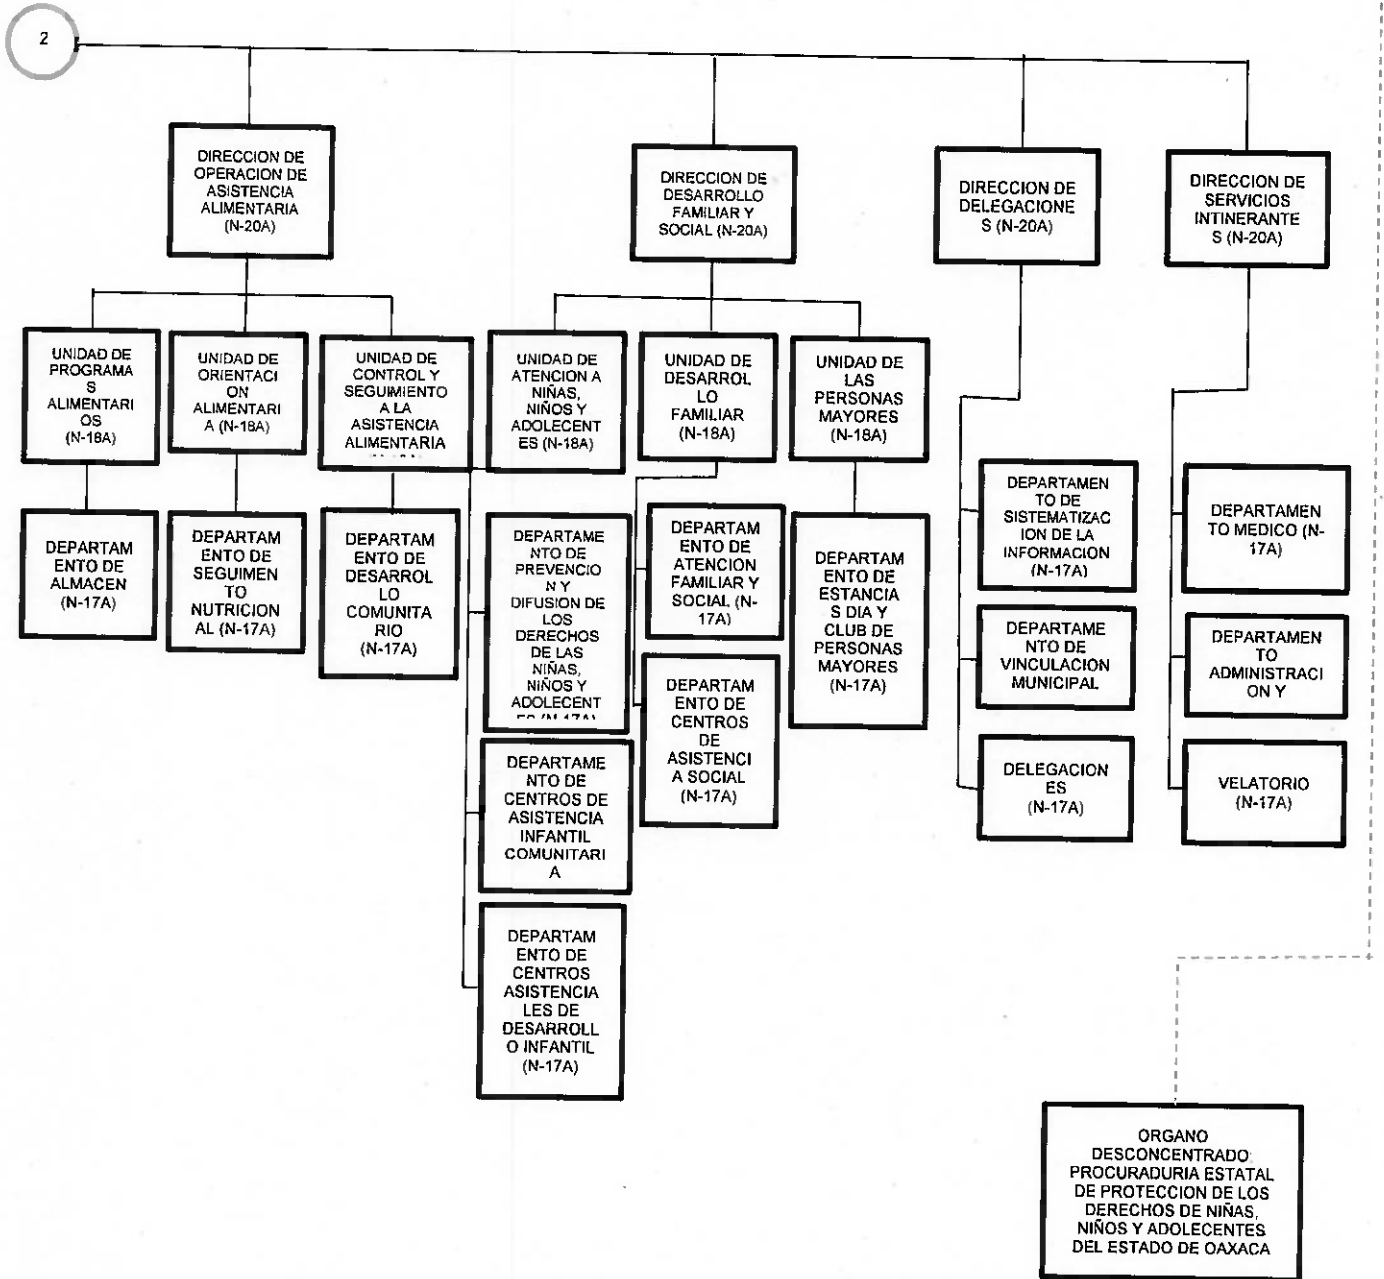 2
DIRECCION DE
OPERACION DE
ASISTENCIA
ALIMENTARIA
(N-20A)
DIRECCION DE
DESARROLLO
FAMILIAR Y
SOCIAL (N-20A)
DIRECCION DE
DELEGACIONE
S (N-20A)
DIRECCION DE
SERVICIOS
INTINERANTE
S (N-20A)
UNIDAD DE
PROGRAMA
S
ALIMENTARI
OS
(N-18A)
UNIDAD DE
ORIENTACI
ON
ALIMENTARI
A (N-18A)
UNIDAD DE
CONTROL Y
SEGUIMIENTO
A LA
ASISTENCIA
ALIMENTARIA
UNIDAD DE
ATENCION A
NIÑAS,
NIÑOS Y
ADOLECENT
ES (N-18A)
UNIDAD DE
DESARROL
LO
FAMILIAR
(N-18A)
UNIDAD DE
LAS
PERSONAS
MAYORES
(N-18A)
DEPARTAM
ENTO DE
ALMACEN
(N-17A)
DEPARTAM
ENTO DE
SEGUIMEN
TO
NUTRICION
AL (N-17A)
DEPARTAM
ENTO DE
DESARROL
LO
COMUNITA
RIO
(N-17A)
DEPARTAME
NTO DE
PREVENCIO
N Y
DIFUSION DE
LOS
DERECHOS
DE LAS
NIÑAS,
NIÑOS Y
ADOLECENT
ES (N-17A)
DEPARTAM
ENTO DE
ATENCION
FAMILIAR Y
SOCIAL (N-
17A)
DEPARTAM
ENTO DE
ESTANCIA
S DIA Y
CLUB DE
PERSONAS
MAYORES
(N-17A)
DEPARTAMEN
TO DE
SISTEMATIZAC
ION DE LA
INFORMACION
(N-17A)
DEPARTAMEN
TO MEDICO (N-
17A)
DEPARTAME
NTO DE
VINCULACION
MUNICIPAL
DEPARTAMEN
TO
ADMINISTRACI
ON Y
DEPARTAM
ENTO DE
CENTROS
DE
ASISTENCI
A SOCIAL
(N-17A)
DELEGACION
ES
(N-17A)
VELATORIO
(N-17A)
DEPARTAME
NTO DE
CENTROS DE
ASISTENCIA
INFANTIL
COMUNITARI
A
DEPARTAM
ENTO DE
CENTROS
ASISTENCIA
LES DE
DESARROLL
O INFANTIL
(N-17A)
ORGANO
DESCONCENTRADO:
PROCURADURIA ESTATAL
DE PROTECCION DE LOS
DERECHOS DE NIÑAS,
NIÑOS Y ADOLECENTES
DEL ESTADO DE OAXACA